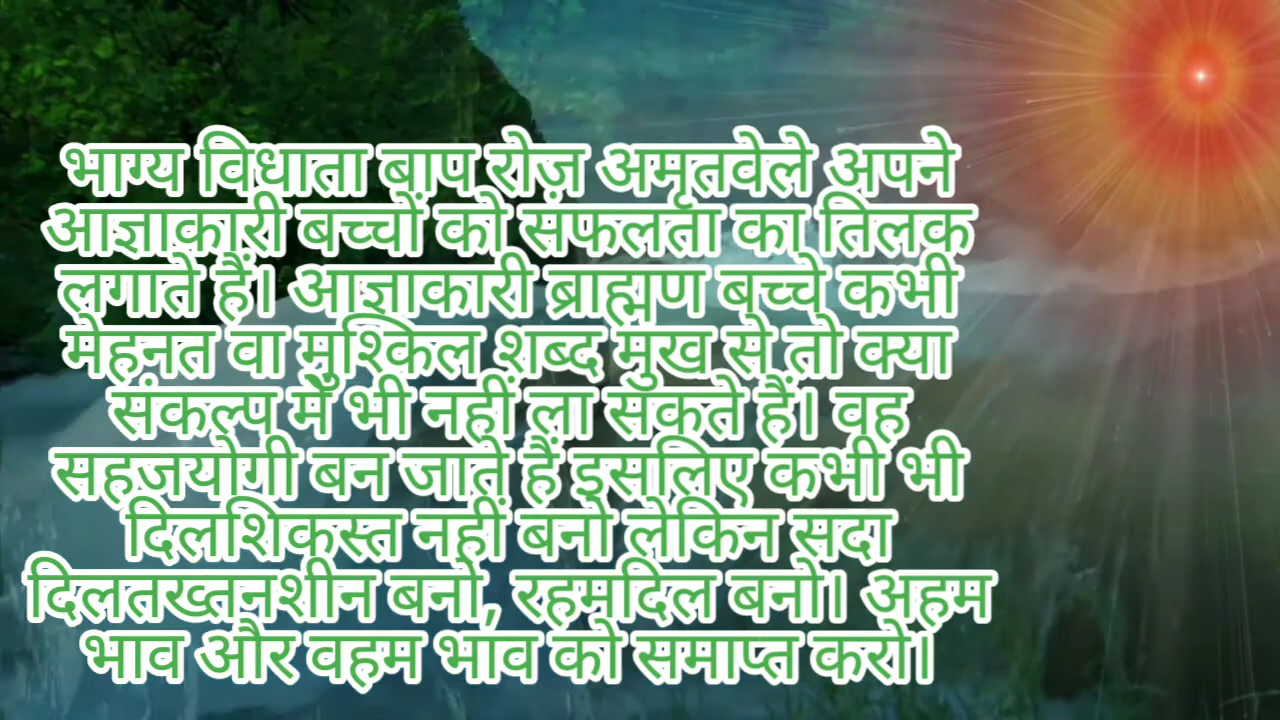 भाग्य विधाता बाप रोज़ अमृतवेले अपने
आज्ञाकारी बच्चों को सफलता का तिलक
लगाते हैं। आज्ञाकारी ब्राह्मण बच्चे कभी
मेहनत वा मुश्किल शब्द मुख से तो क्या
संकल्प में भी नहीं ला सकते हैं। वह
सहजयोगी बन जाते हैं इसलिए कभी भी
दिलशिकस्त नहीं बनो लेकिन सदा
दिलतख्तनशीन बनो, रहमदिल बनो। अहम
भाव और वहम भाव को समाप्त करो।